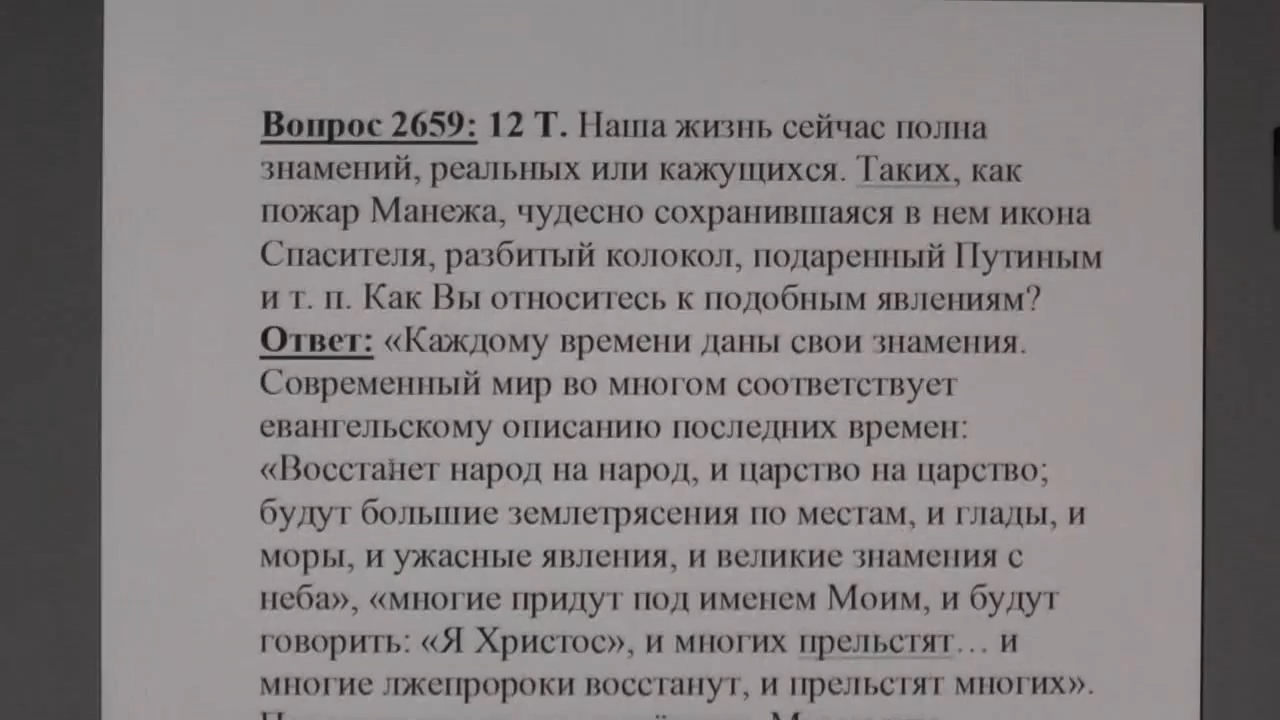 Вопрос 2659: 12 Т. Наша жизнь сейчас полна
знамений, реальных или кажущихся. Таких, как
пожар Манежа, чудесно сохранившаяся в нем икона
Спасителя, разбитый колокол, подаренный Путиным
и т. п. Как Вы относитесь к подобным явлениям?
Ответ: «Каждому времени даны свои знамения.
Современный мир во многом соответствует
евангельскому описанию последних времен:
«Восстанет народ на народ, и царство на царство;
будут большие землетрясения по местам, и глады, и
моры, и ужасные явления, и великие знамения с
неба», «многие придут под именем Моим, и будут
говорить: «Я Христос», и многих прельстят… и
многие лжепророки восстанут, и прельстят многих».